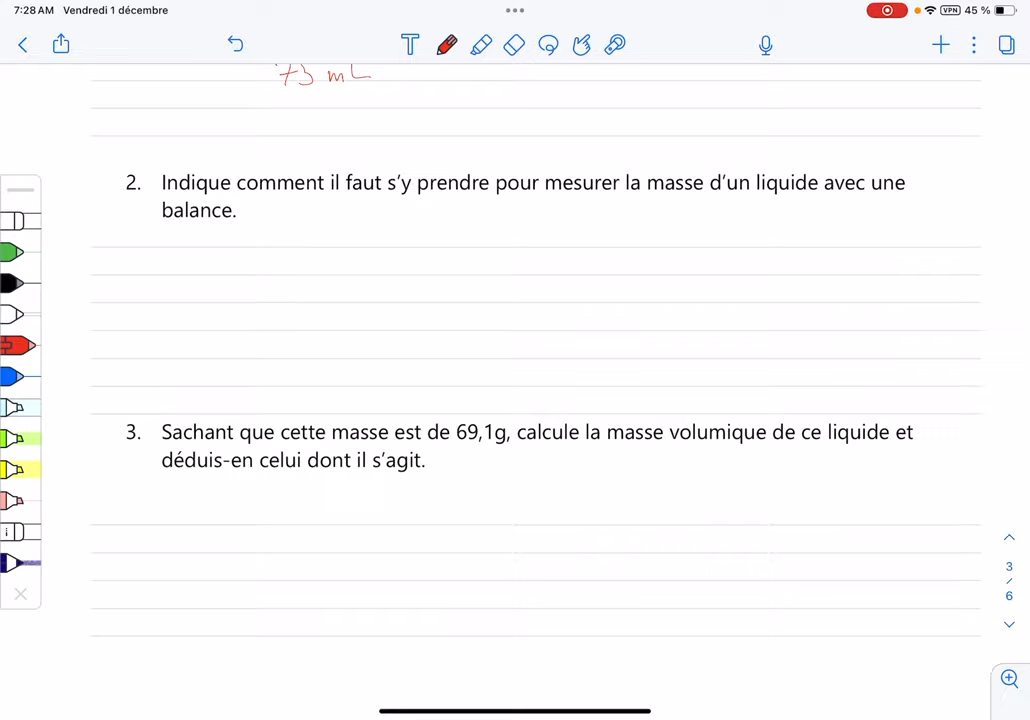 7:28 AM Vendredi 1 décembre
VPN 45 %
73 mL
2. Indique comment il faut s’y prendre pour mesurer la masse d’un liquide avec une
balance.
3. Sachant que cette masse est de 69,1g, calcule la masse volumique de ce liquide et
déduis-en celui dont il s’agit.
3
/
6